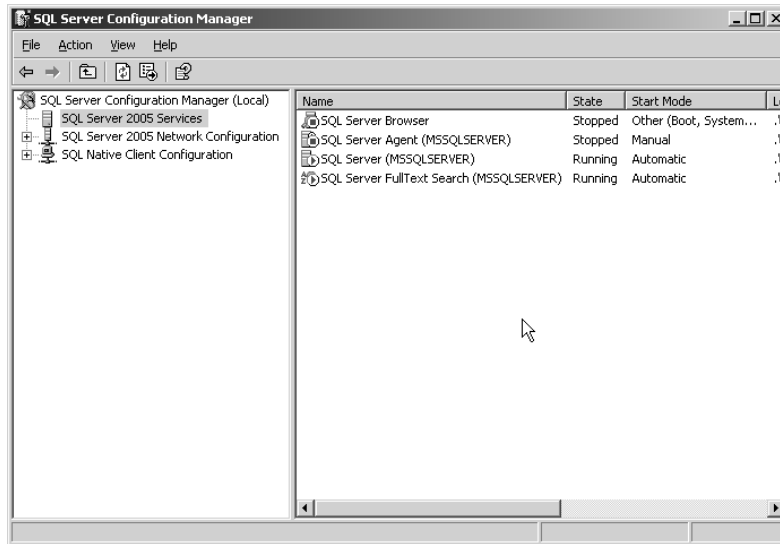 SQL Server Configuration Manager
File Action View Help
SQL Server Configuration Manager (Local)
SQL Server 2005 Services
SQL Server 2005 Network Configuration
SQL Native Client Configuration
Name State Start Mode
SQL Server Browser Stopped Other (Boot, System...
SQL Server Agent (MSSQLSERVER) Stopped Manual
SQL Server (MSSQLSERVER) Running Automatic
SQL Server FullText Search (MSSQLSERVER) Running Automatic